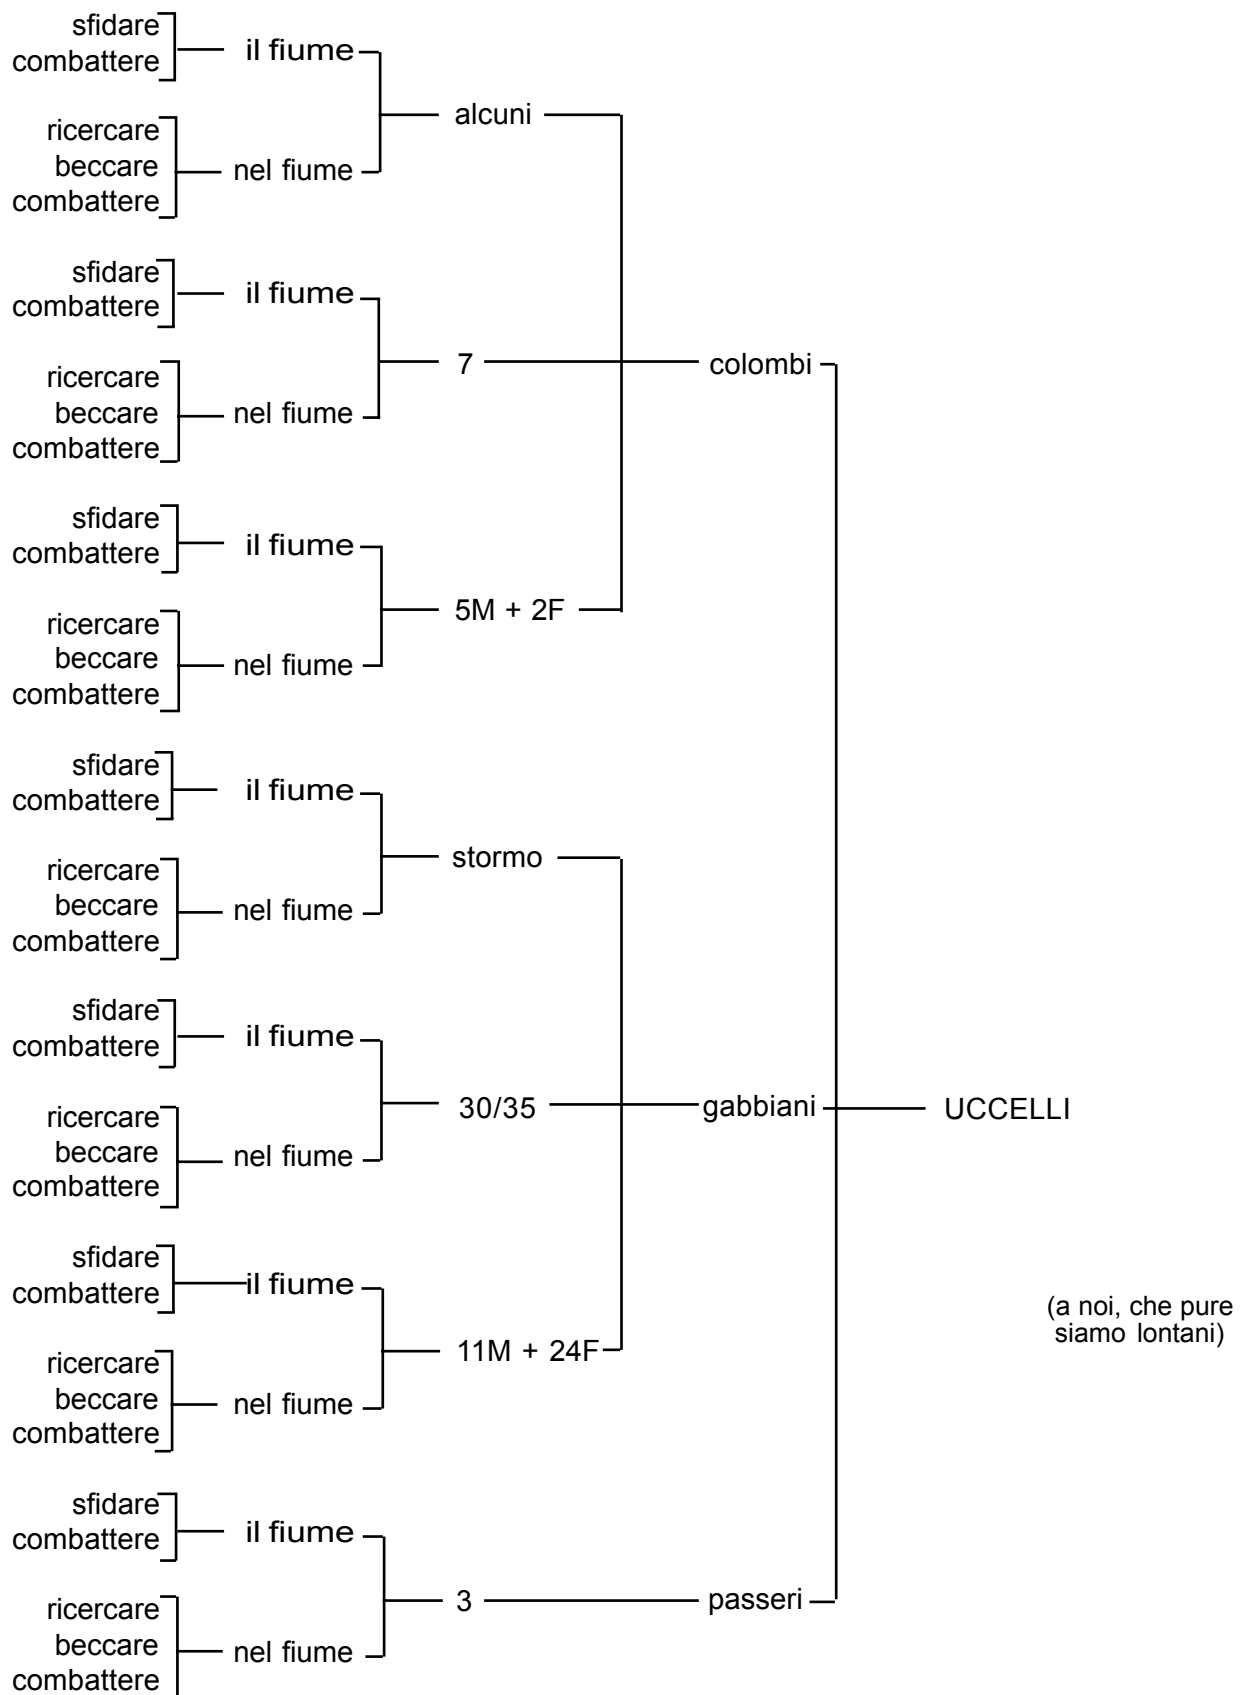 sfidare
combattere
il fiume
alcuni
ricercare
beccare
combattere
nel fiume
sfidare
combattere
il fiume
7
colombi
ricercare
beccare
combattere
nel fiume
sfidare
combattere
il fiume
5M + 2F
ricercare
beccare
combattere
nel fiume
sfidare
combattere
il fiume
stormo
ricercare
beccare
combattere
nel fiume
sfidare
combattere
il fiume
30/35
gabbiani
UCCELLI
ricercare
beccare
combattere
nel fiume
sfidare
combattere
il fiume
(a noi, che pure
siamo lontani)
11M + 24F
ricercare
beccare
combattere
nel fiume
sfidare
combattere
il fiume
3
passeri
ricercare
beccare
combattere
nel fiume